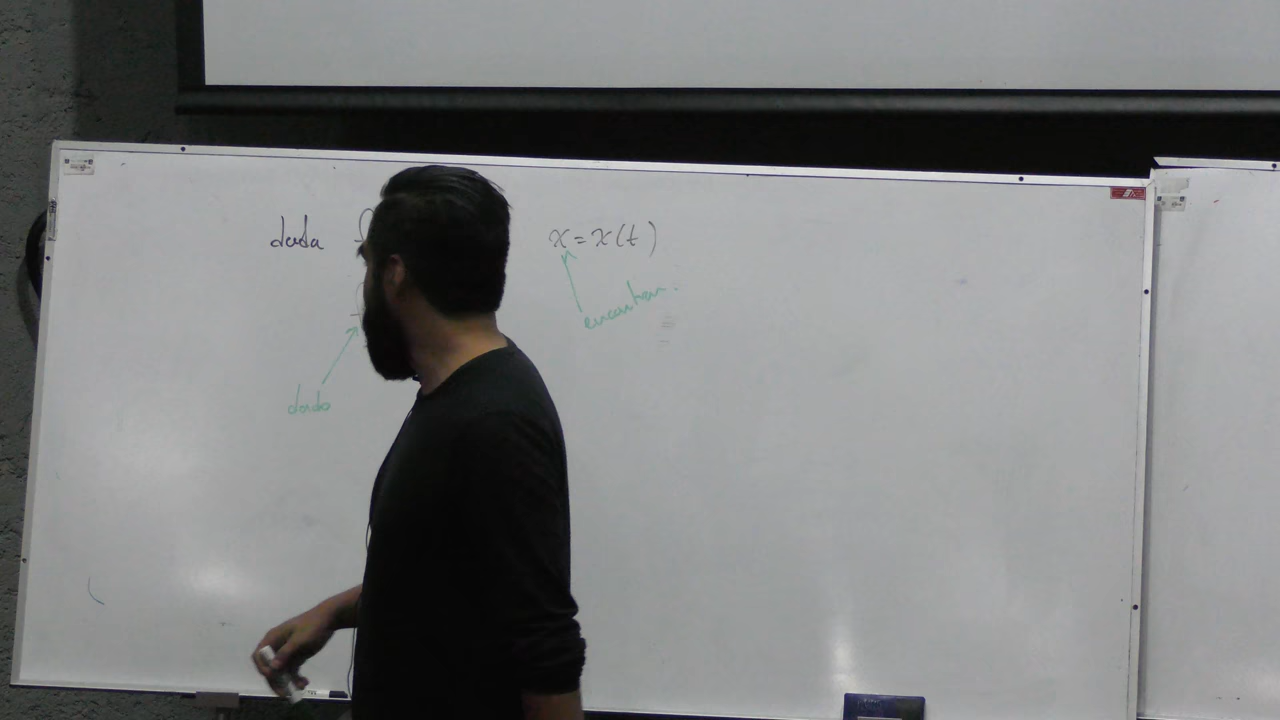 dada x = x(t)
encontrar.
dado